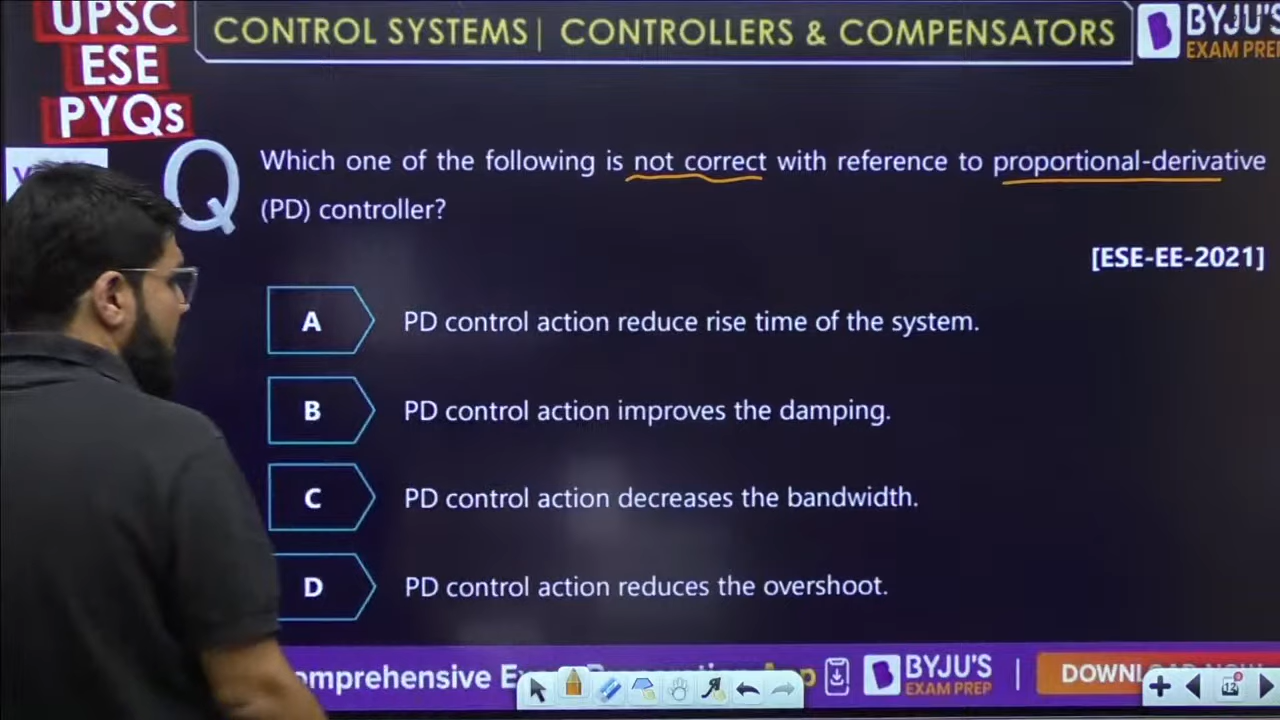 UPSC
ESE
PYQs
CONTROL SYSTEMS| CONTROLLERS & COMPENSATORS
BYJU'S
EXAM PREP
Q
Which one of the following is not correct with reference to proportional-derivative
(PD) controller?
[ESE-EE-2021]
A PD control action reduce rise time of the system.
B PD control action improves the damping.
C PD control action decreases the bandwidth.
D PD control action reduces the overshoot.
BYJU'S
EXAM PREP